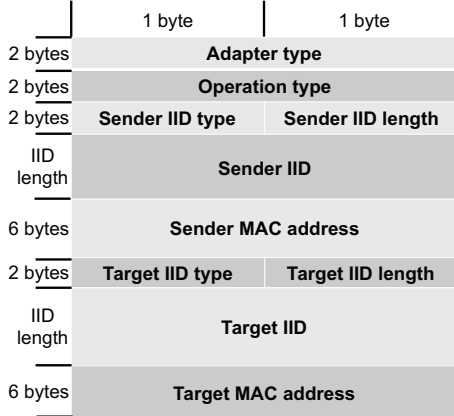 1 byte 1 byte
2 bytes Adapter type
2 bytes Operation type
2 bytes Sender IID type Sender IID length
IID
length
Sender IID
6 bytes Sender MAC address
2 bytes Target IID type Target IID length
IID
length
Target IID
6 bytes Target MAC address